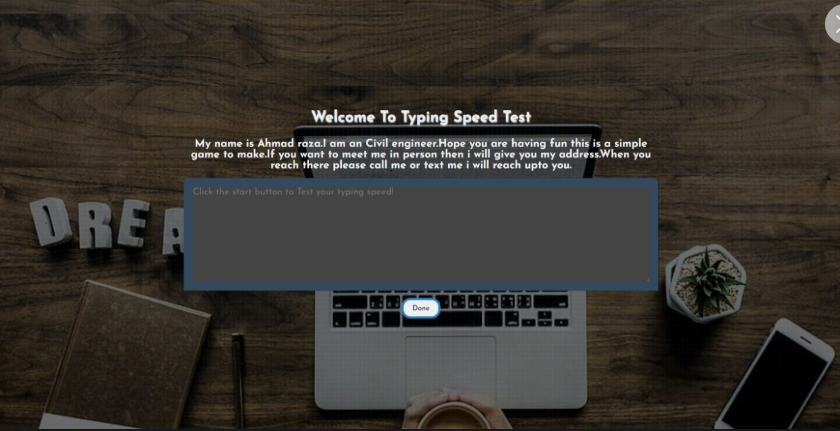 Welcome To Typing Speed Test
My name is Ahmad raza.I am an Civil engineer.Hope you are having fun this is a simple
game to make.If you want to meet me in person then i will give you my address.When you
reach there please call me or text me i will reach upto you.
Click the start button to Test your typing speed!
DREA
Done